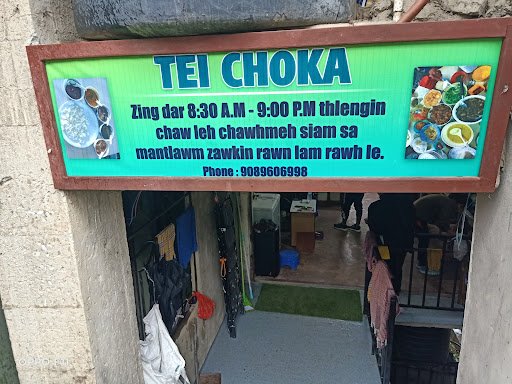 TEI CHOKA
Zing dar 8:30 A.M - 9:00 P.M thlengin
chaw leh chawhmeh siam sa
mantlawm zawkin rawn lam rawh le.
Phone : 9089606998